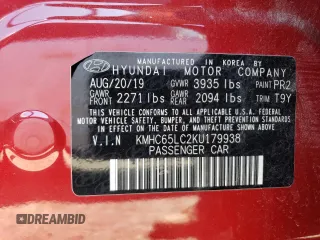 MANUFACTURED IN KOREA BY
HYUNDAI MOTOR COMPANY
AUG/20/19 GVWR 3935 lbs PAINT PR2
GAWR FRONT 2271 lbs GAWR REAR 2094 lbs TRIM T9Y
THIS VEHICLE CONFORMS TO ALL APPLICABLE
U.S. FEDERAL MOTOR VEHICLE SAFETY, BUMPER,
AND THEFT PREVENTION STANDARDS IN EFFECT ON
THE DATE OF MANUFACTURE SHOWN ABOVE.
V.I.N KMHC65LC2KU179938
PASSENGER CAR
DREAMBID
DREAMBID.COM